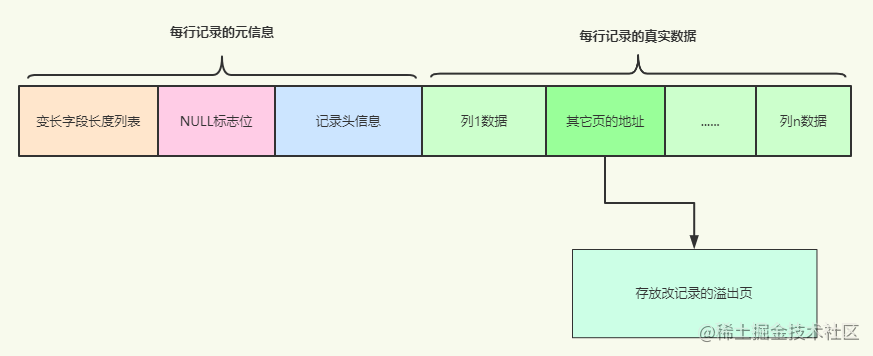 每行记录的元信息
每行记录的真实数据
变长字段长度列表
NULL标志位
记录头信息
列1数据
其它页的地址
......
列n数据
存放改记录的溢出页
@稀土掘金技术社区